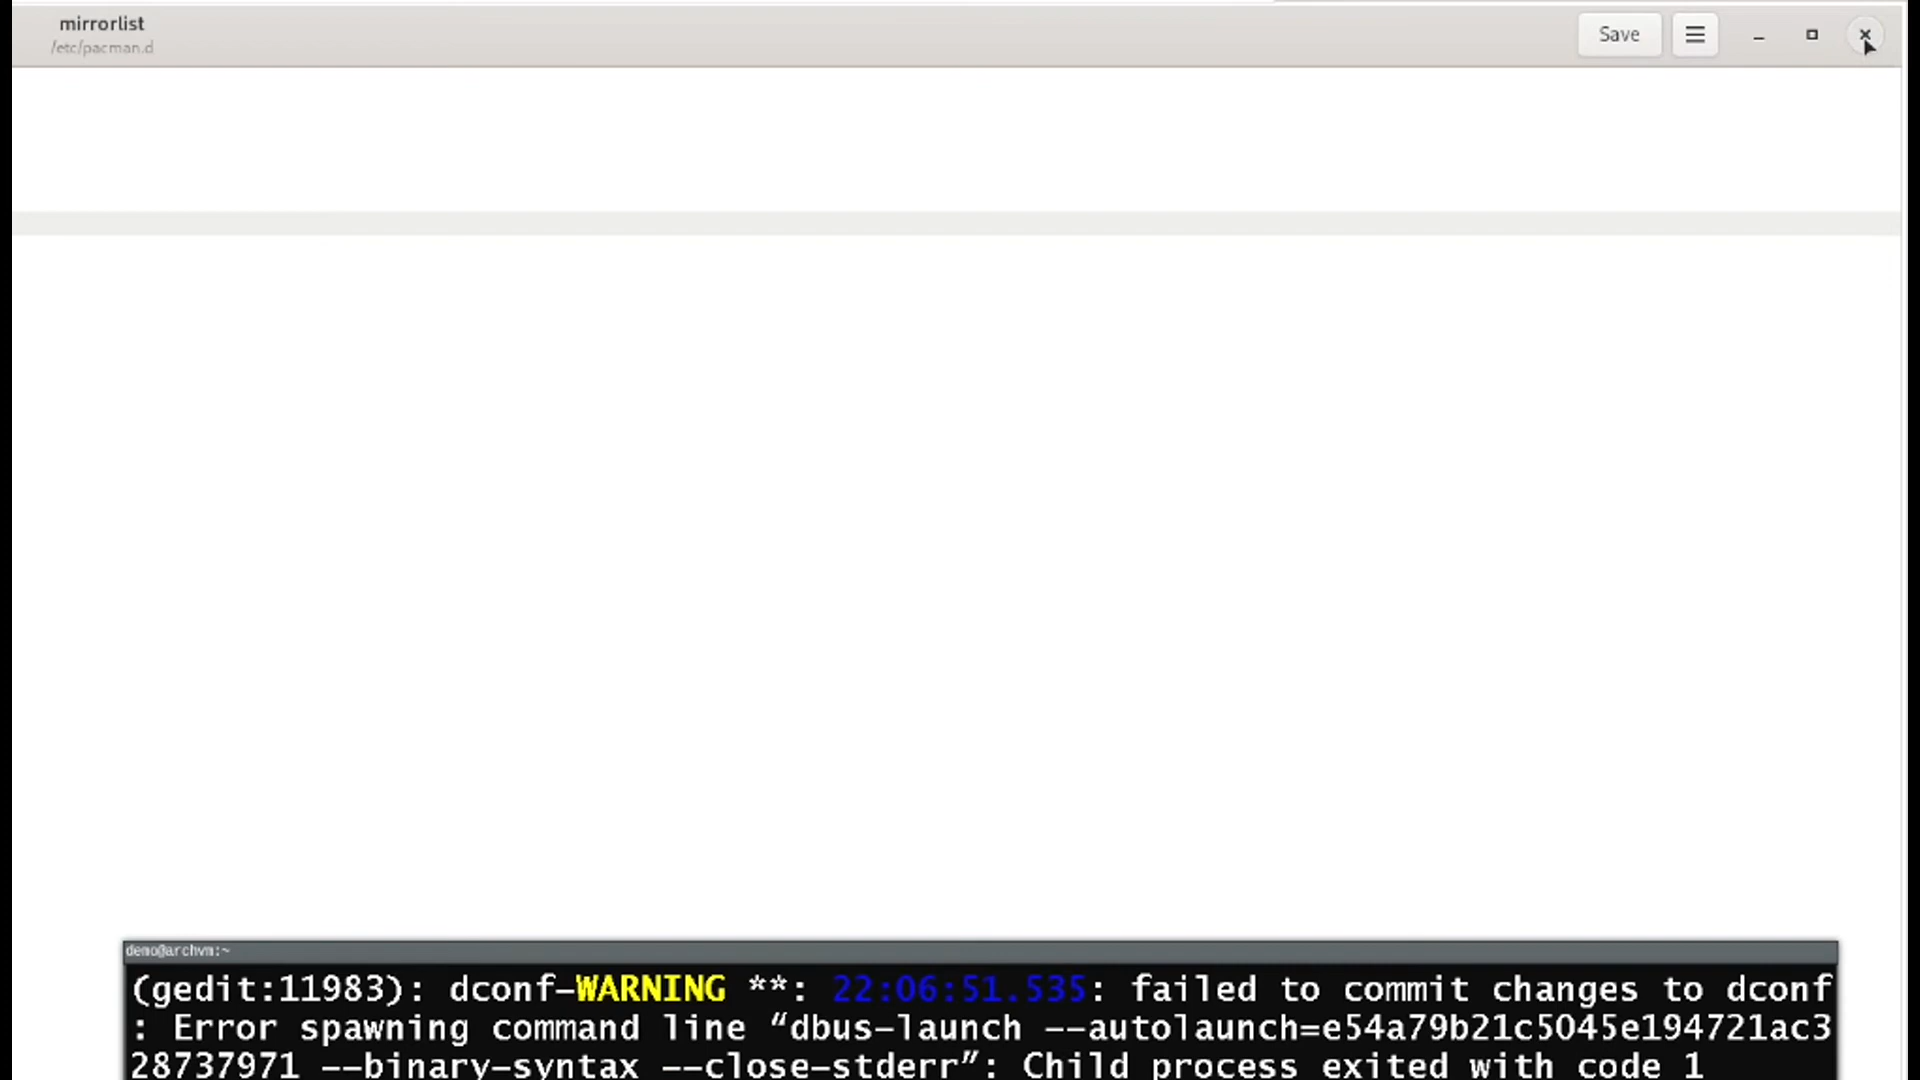 mirrorlist
/etc/pacman.d
Save
demo@archvm:~
(gedit:11983): dconf-WARNING **: 22:06:51.535: failed to commit changes to dconf
: Error spawning command line “dbus-launch --autolaunch=e54a79b21c5045e194721ac3
28737971 --binary-syntax --close-stderr”: Child process exited with code 1